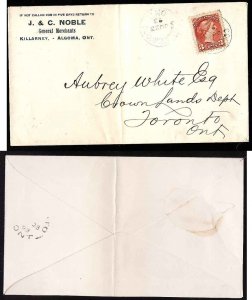 IF NOT CALLED FOR IN FIVE DAYS RETURN TO
J. & C. NOBLE
General Merchants
KILLARNEY, - ALGOMA, ONT.
Aubrey White Esq
Crown Lands Dept
Toronto
Ont
ONT